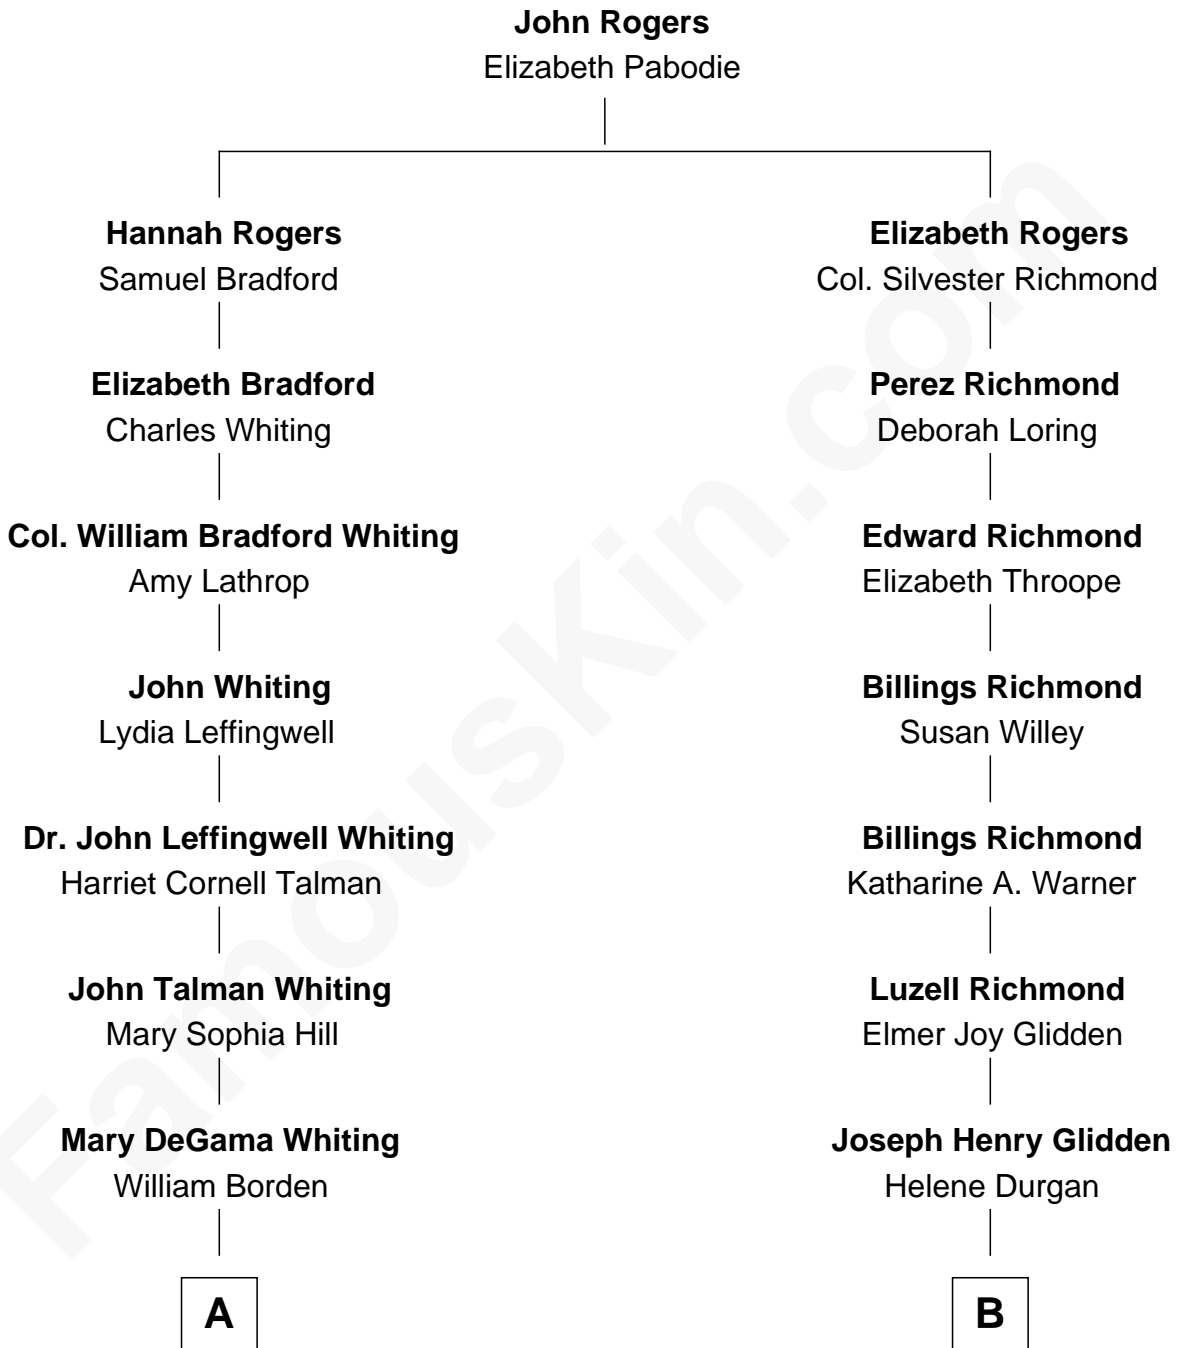 John Rogers
Elizabeth Pabodie
Hannah Rogers
Samuel Bradford
Elizabeth Rogers
Col. Silvester Richmond
Elizabeth Bradford
Charles Whiting
Perez Richmond
Deborah Loring
Col. William Bradford Whiting
Amy Lathrop
Edward Richmond
Elizabeth Throope
John Whiting
Lydia Leffingwell
Billings Richmond
Susan Willey
Dr. John Leffingwell Whiting
Harriet Cornell Talman
Billings Richmond
Katharine A. Warner
John Talman Whiting
Mary Sophia Hill
Luzell Richmond
Elmer Joy Glidden
Mary DeGama Whiting
William Borden
Joseph Henry Glidden
Helene Durgan
A
B
FamousKin.com